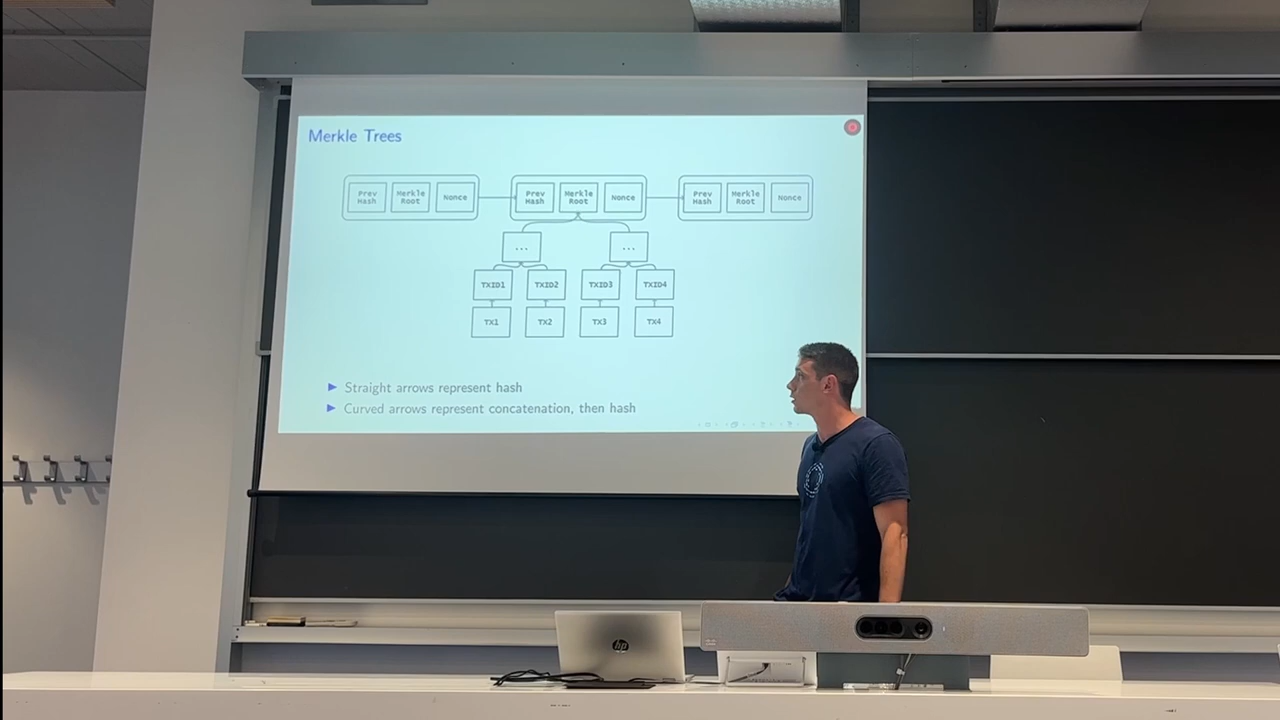 Merkle Trees
Prev Hash
Merkle Root
Nonce
Prev Hash
Merkle Root
Nonce
Prev Hash
Merkle Root
Nonce
...
...
TXID1
TXID2
TXID3
TXID4
TX1
TX2
TX3
TX4
Straight arrows represent hash
Curved arrows represent concatenation, then hash
hp